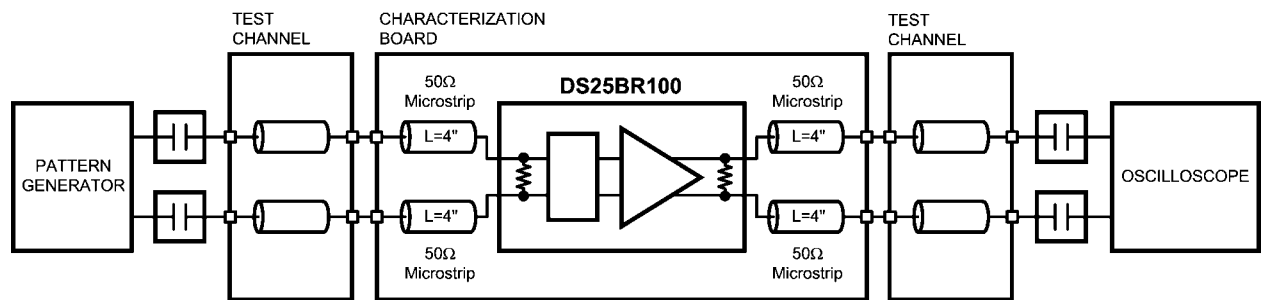 TEST
CHANNEL
CHARACTERIZATION
BOARD
TEST
CHANNEL
50Ω
Microstrip
DS25BR100
50Ω
Microstrip
L=4"
L=4"
PATTERN
GENERATOR
OSCILLOSCOPE
L=4"
L=4"
50Ω
Microstrip
50Ω
Microstrip